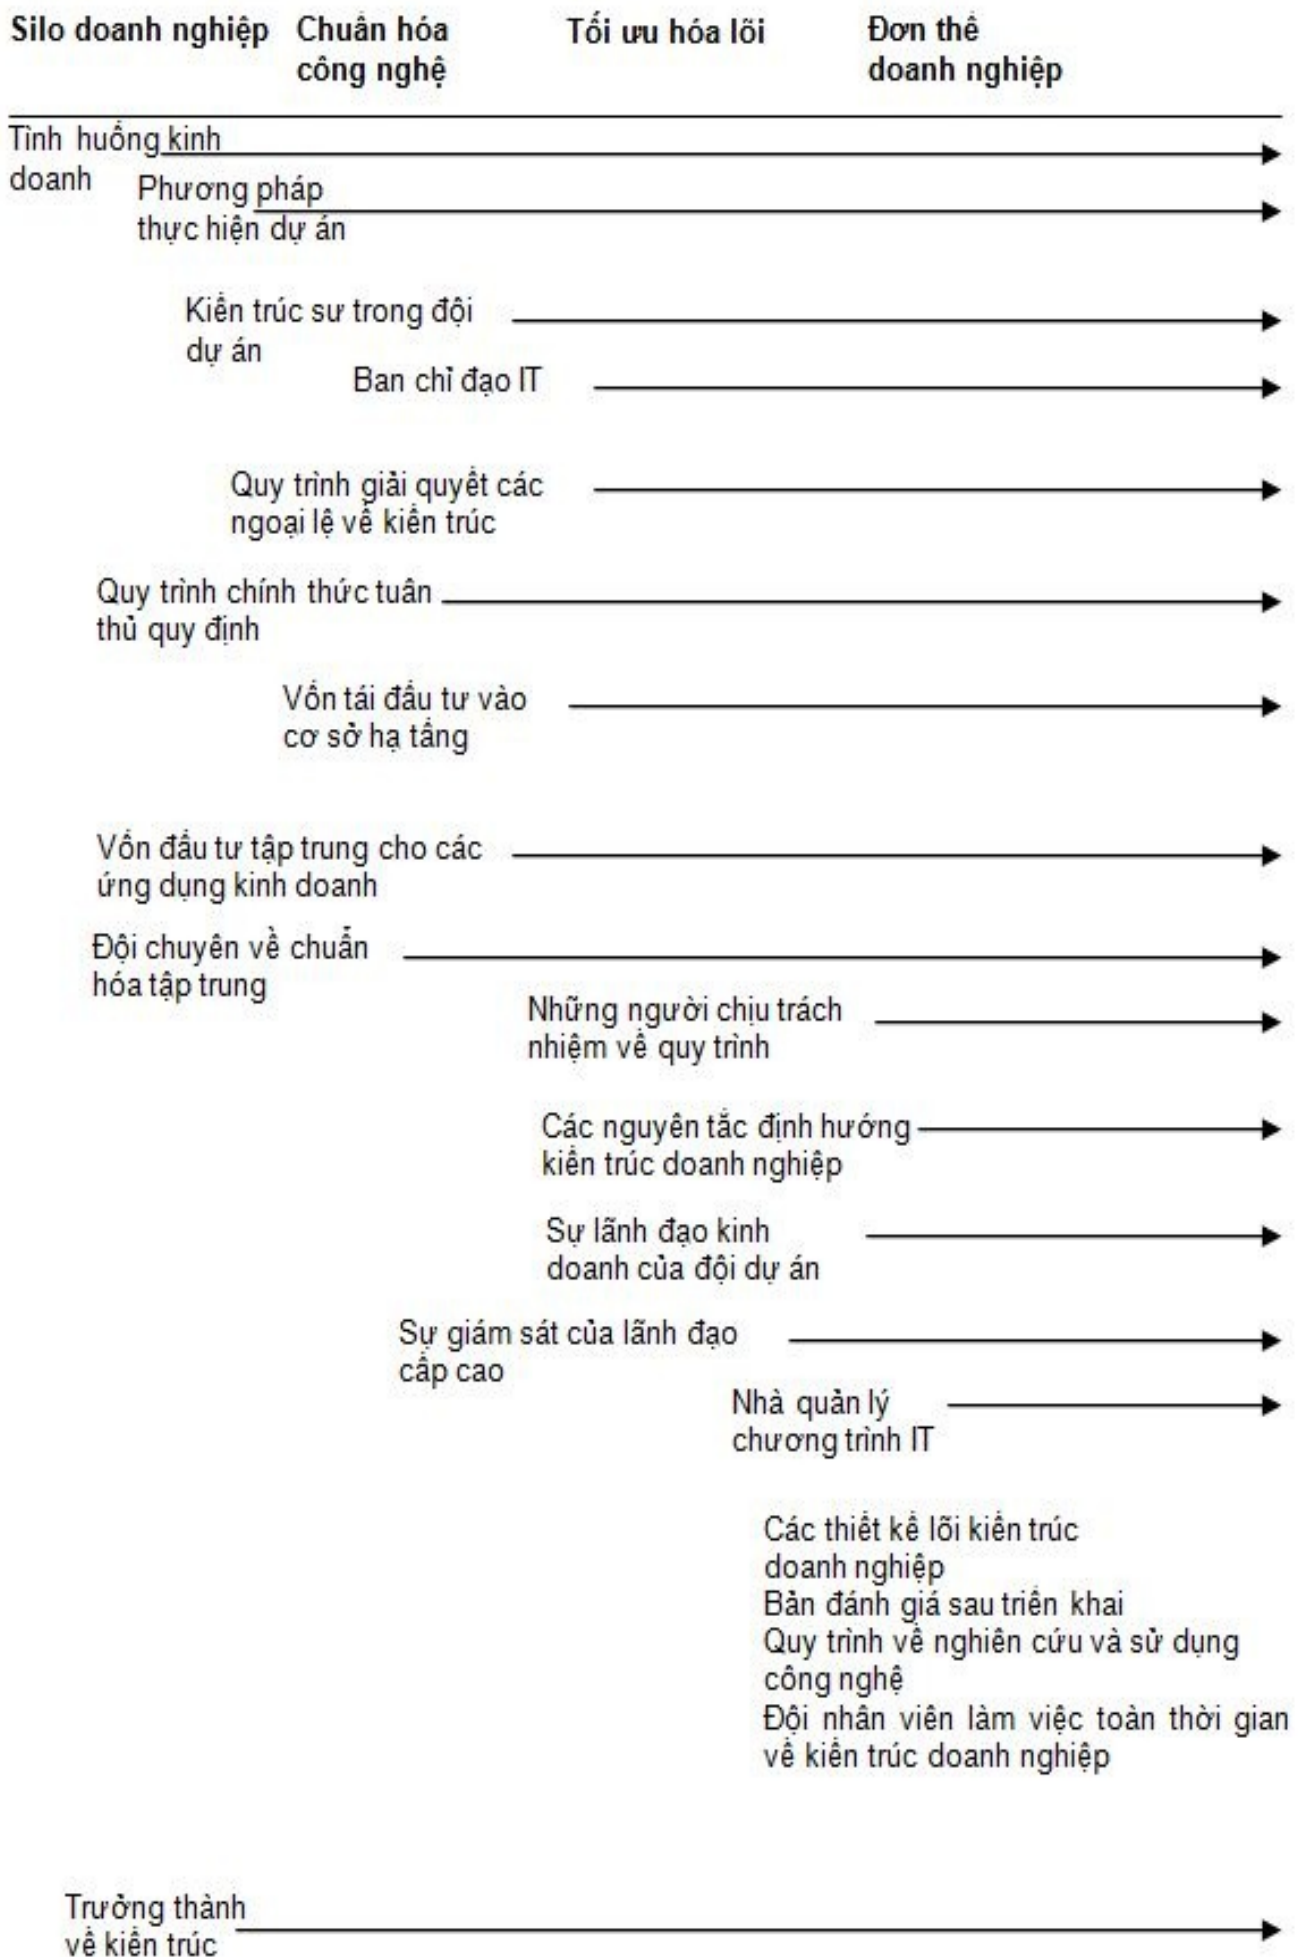 Silo doanh nghiệp Chuẩn hóa Tối ưu hóa lõi Đơn thể
công nghệ doanh nghiệp
Tình huống kinh
doanh
Phương pháp
thực hiện dự án
Kiến trúc sư trong đội
dự án
Ban chỉ đạo IT
Quy trình giải quyết các
ngoại lệ về kiến trúc
Quy trình chính thức tuân
thủ quy định
Vốn tái đầu tư vào
cơ sở hạ tầng
Vốn đầu tư tập trung cho các
ứng dụng kinh doanh
Đội chuyên về chuẩn
hóa tập trung
Những người chịu trách
nhiệm về quy trình
Các nguyên tắc định hướng
kiến trúc doanh nghiệp
Sự lãnh đạo kinh
doanh của đội dự án
Sự giám sát của lãnh đạo
cấp cao
Nhà quản lý
chương trình IT
Các thiết kế lõi kiến trúc
doanh nghiệp
Bản đánh giá sau triển khai
Quy trình về nghiên cứu và sử dụng
công nghệ
Đội nhân viên làm việc toàn thời gian
về kiến trúc doanh nghiệp
Trưởng thành
về kiến trúc